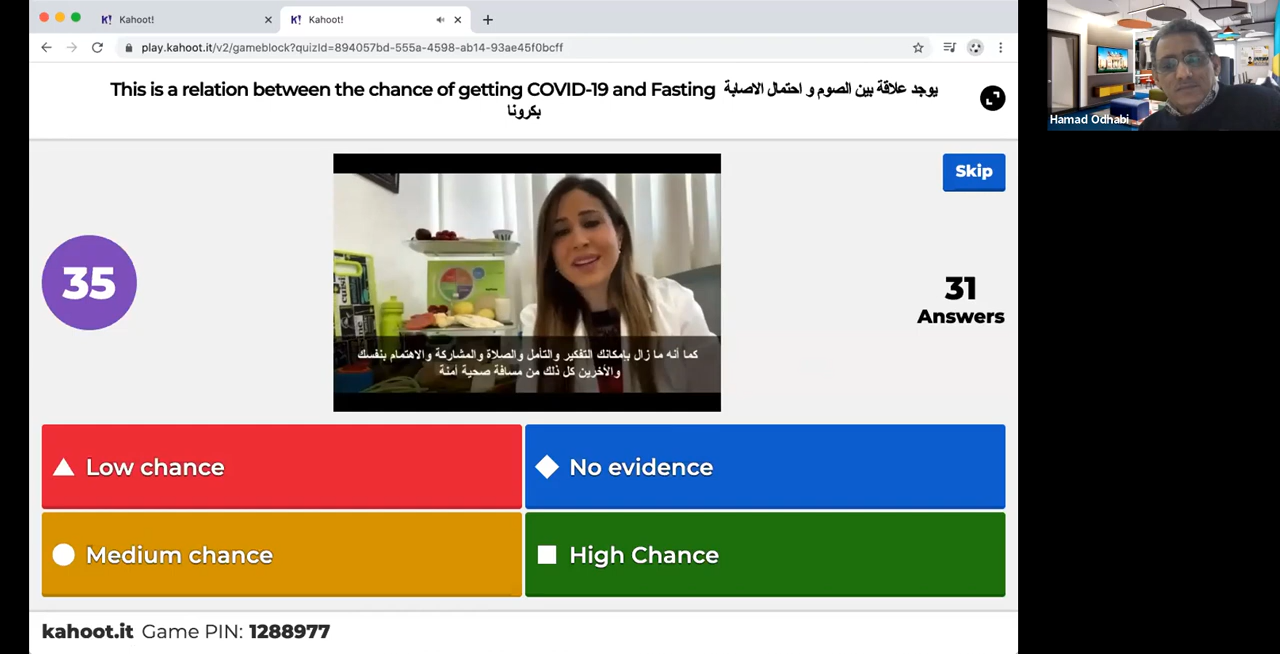 Kahoot!
Kahoot!
play.kahoot.it/v2/gameblock?quizId=894057bd-555a-4598-ab14-93ae45f0bcff
This is a relation between the chance of getting COVID-19 and Fasting يوجد علاقة بين الصوم و احتمال الاصابة
بكرونا
Skip
35
31
Answers
كما أنه ما زال بإمكانك التفكير والتأمل والصلاة والمشاركة والاهتمام بنفسك
والأخرين كل ذلك من مسافة صحية أمنة
Low chance
No evidence
Medium chance
High Chance
kahoot.it Game PIN: 1288977
Hamad Odhabi